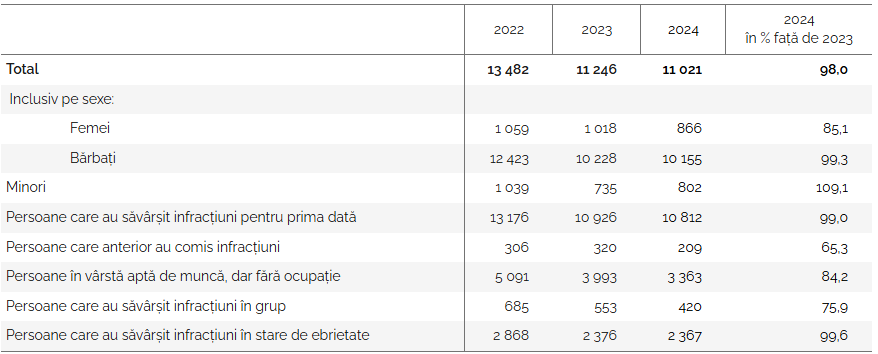 2022 2023 2024 2024
în % față de 2023
Total 13 482 11 246 11 021 98,0
Inclusiv pe sexe:
Femei 1 059 1 018 866 85,1
Bărbați 12 423 10 228 10 155 99,3
Minori 1 039 735 802 109,1
Persoane care au săvârșit infracțiuni pentru prima dată 13 176 10 926 10 812 99,0
Persoane care anterior au comis infracțiuni 306 320 209 65,3
Persoane în vârstă aptă de muncă, dar fără ocupație 5 091 3 993 3 363 84,2
Persoane care au săvârșit infracțiuni în grup 685 553 420 75,9
Persoane care au săvârșit infracțiuni în stare de ebrietate 2 868 2 376 2 367 99,6